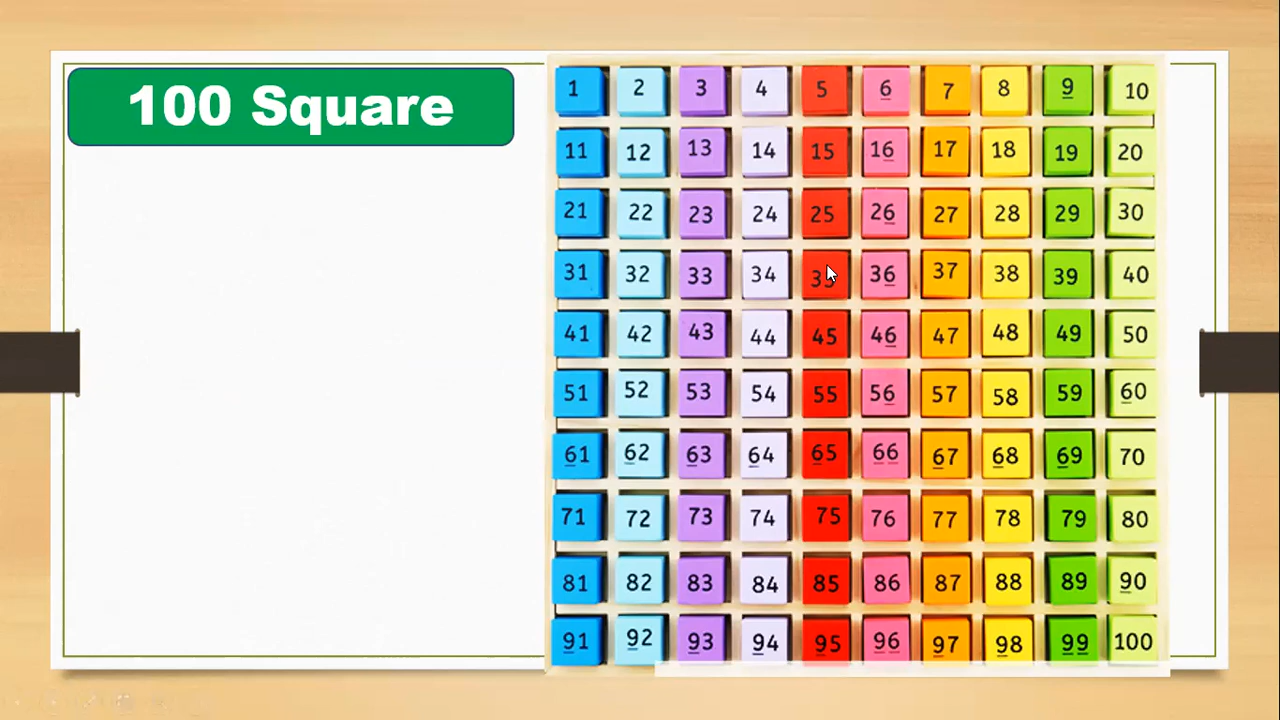 100 Square
1 2 3 4 5 6 7 8 9 10
11 12 13 14 15 16 17 18 19 20
21 22 23 24 25 26 27 28 29 30
31 32 33 34 35 36 37 38 39 40
41 42 43 44 45 46 47 48 49 50
51 52 53 54 55 56 57 58 59 60
61 62 63 64 65 66 67 68 69 70
71 72 73 74 75 76 77 78 79 80
81 82 83 84 85 86 87 88 89 90
91 92 93 94 95 96 97 98 99 100